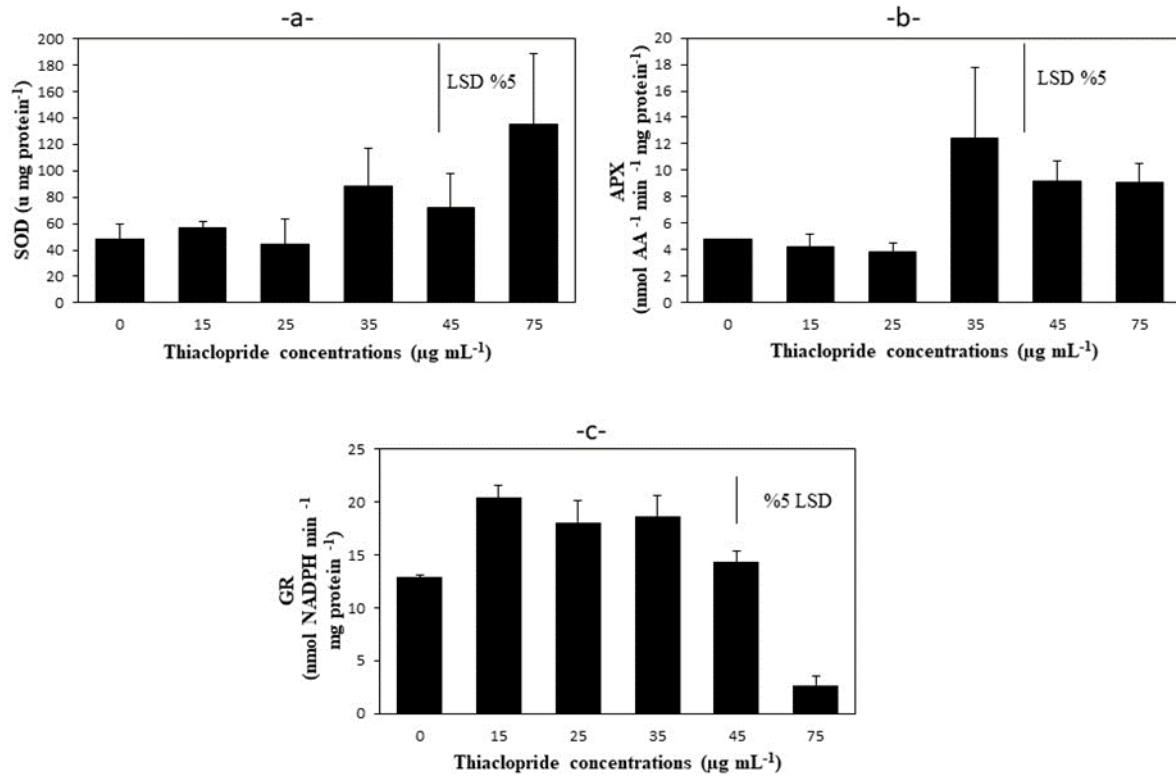 -a-
200
180
160
140
120
100
80
60
40
20
0
SOD (u mg protein-1)
LSD %5
0 15 25 35 45 75
Thiaclopride concentrations (µg mL-1)
-b-
20
18
16
14
12
10
8
6
4
2
0
APX
(nmol AA -1 min -1 mg protein-1)
LSD %5
0 15 25 35 45 75
Thiaclopride concentrations (µg mL-1)
-c-
25
20
15
10
5
0
GR
(nmol NADPH min -1
mg protein -1)
%5 LSD
0 15 25 35 45 75
Thiaclopride concentrations (µg mL-1)